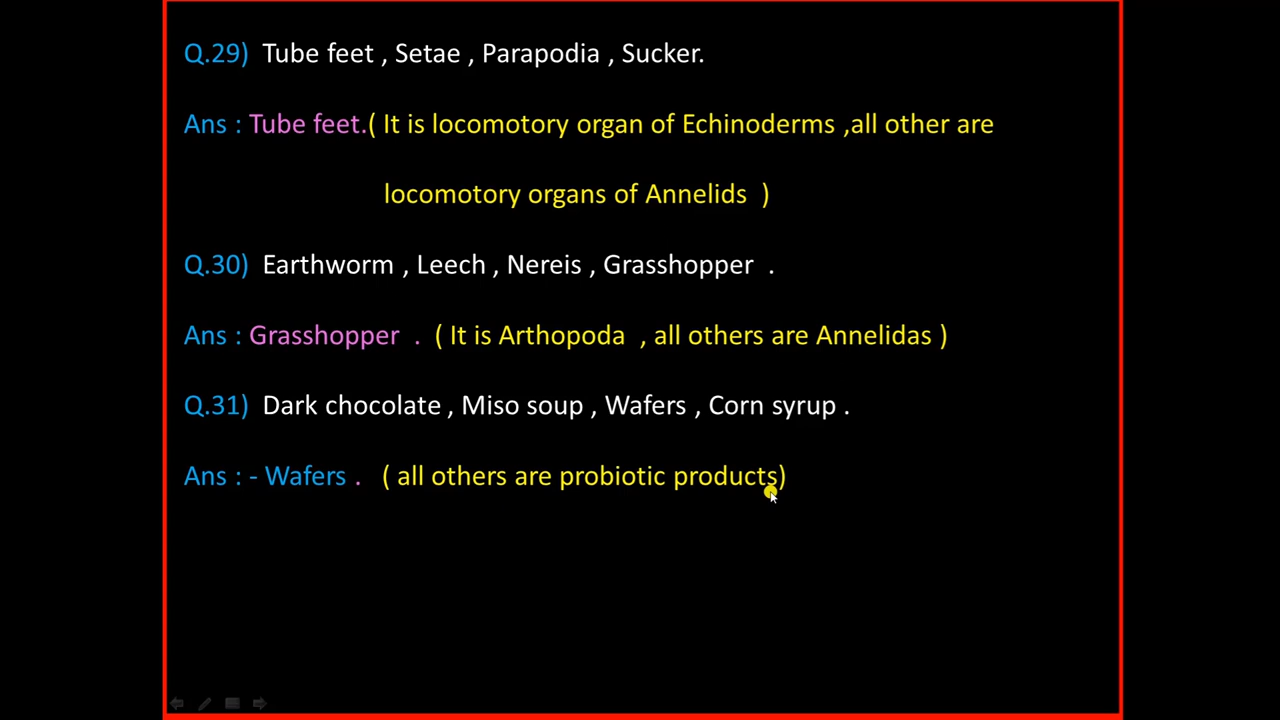 Q.29) Tube feet , Setae , Parapodia , Sucker.
Ans : Tube feet.( It is locomotory organ of Echinoderms ,all other are
locomotory organs of Annelids )
Q.30) Earthworm , Leech , Nereis , Grasshopper .
Ans : Grasshopper . ( It is Arthopoda , all others are Annelidas )
Q.31) Dark chocolate , Miso soup , Wafers , Corn syrup .
Ans : - Wafers . ( all others are probiotic products)